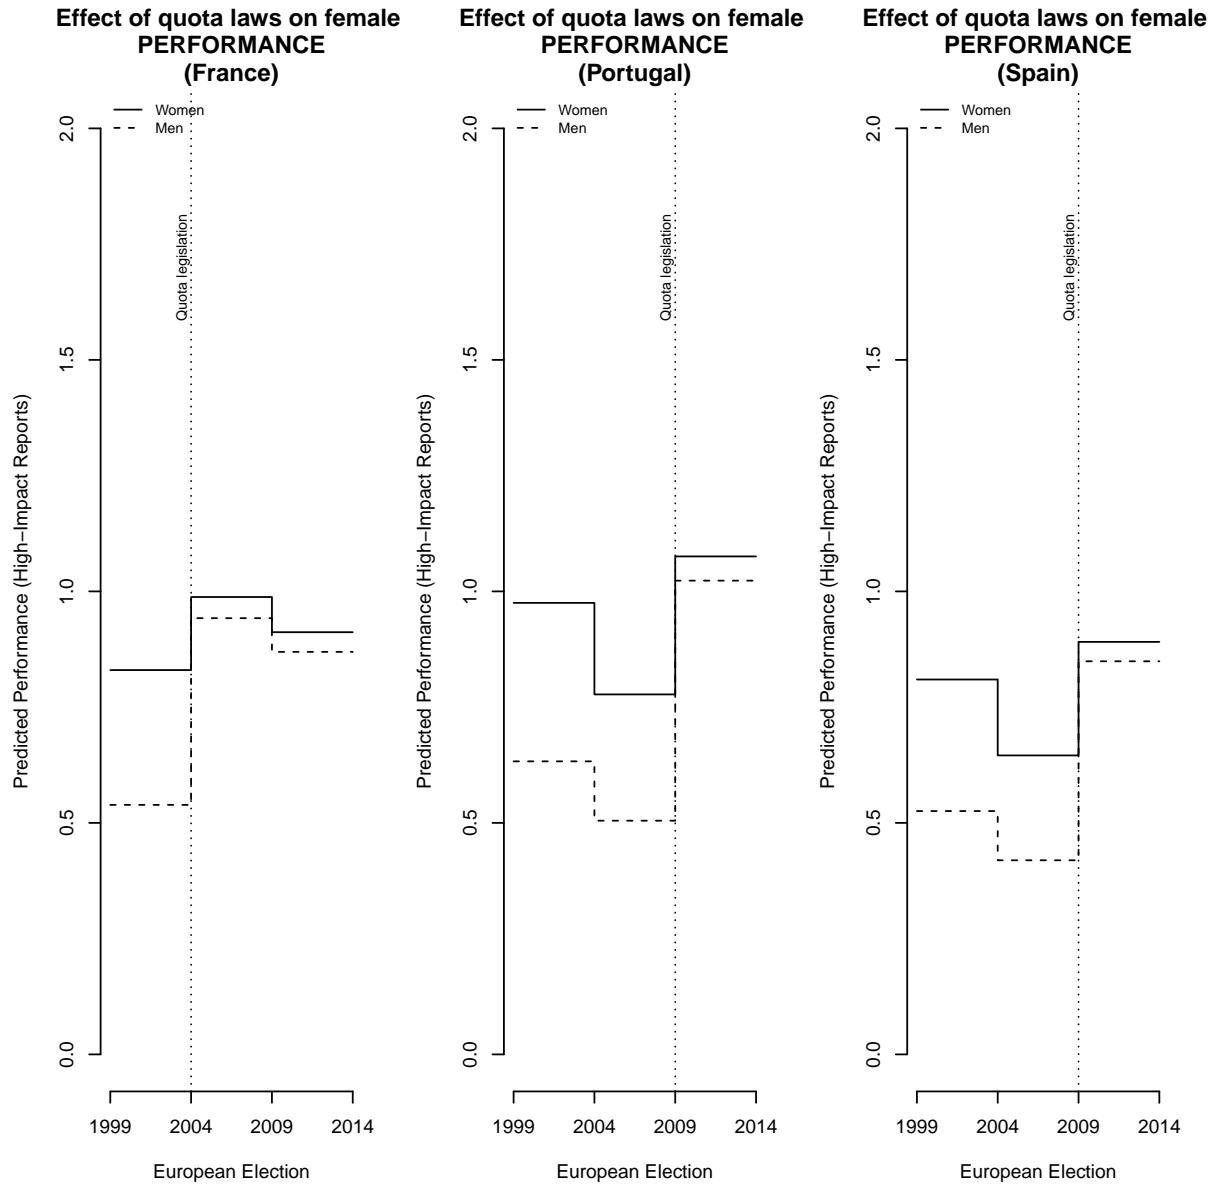 Effect of quota laws on female
PERFORMANCE
(France)
Women
Men
Quota legislation
Predicted Performance (High−Impact Reports)
2.0
1.5
1.0
0.5
0.0
1999 2004 2009 2014
European Election
Effect of quota laws on female
PERFORMANCE
(Portugal)
Women
Men
Quota legislation
Predicted Performance (High−Impact Reports)
2.0
1.5
1.0
0.5
0.0
1999 2004 2009 2014
European Election
Effect of quota laws on female
PERFORMANCE
(Spain)
Women
Men
Quota legislation
Predicted Performance (High−Impact Reports)
2.0
1.5
1.0
0.5
0.0
1999 2004 2009 2014
European Election